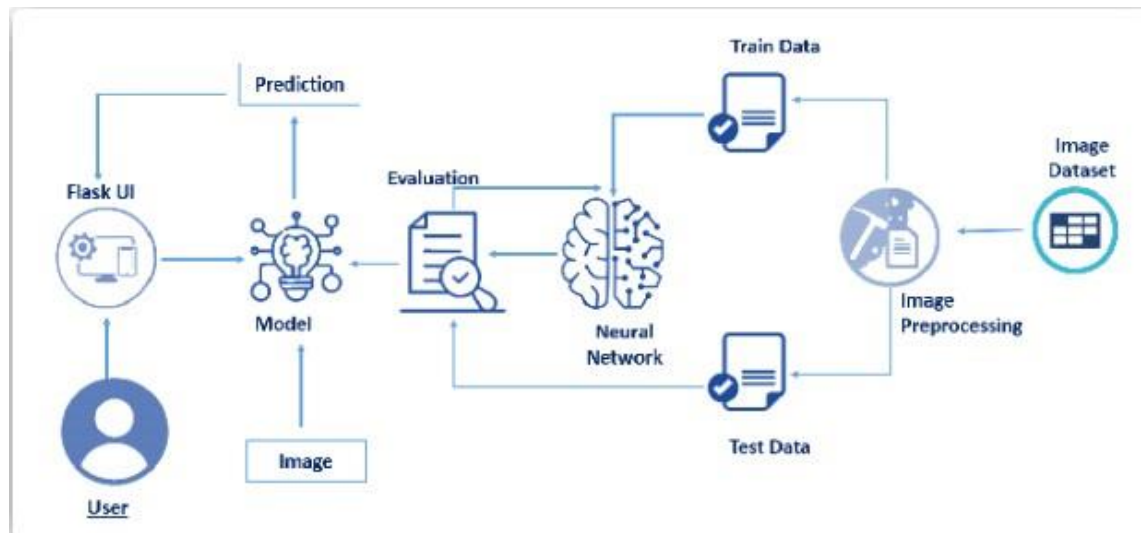 Train Data
Prediction
Image
Dataset
Evaluation
Flask UI
Model
Neural
Network
Image
Preprocessing
Image
Test Data
User